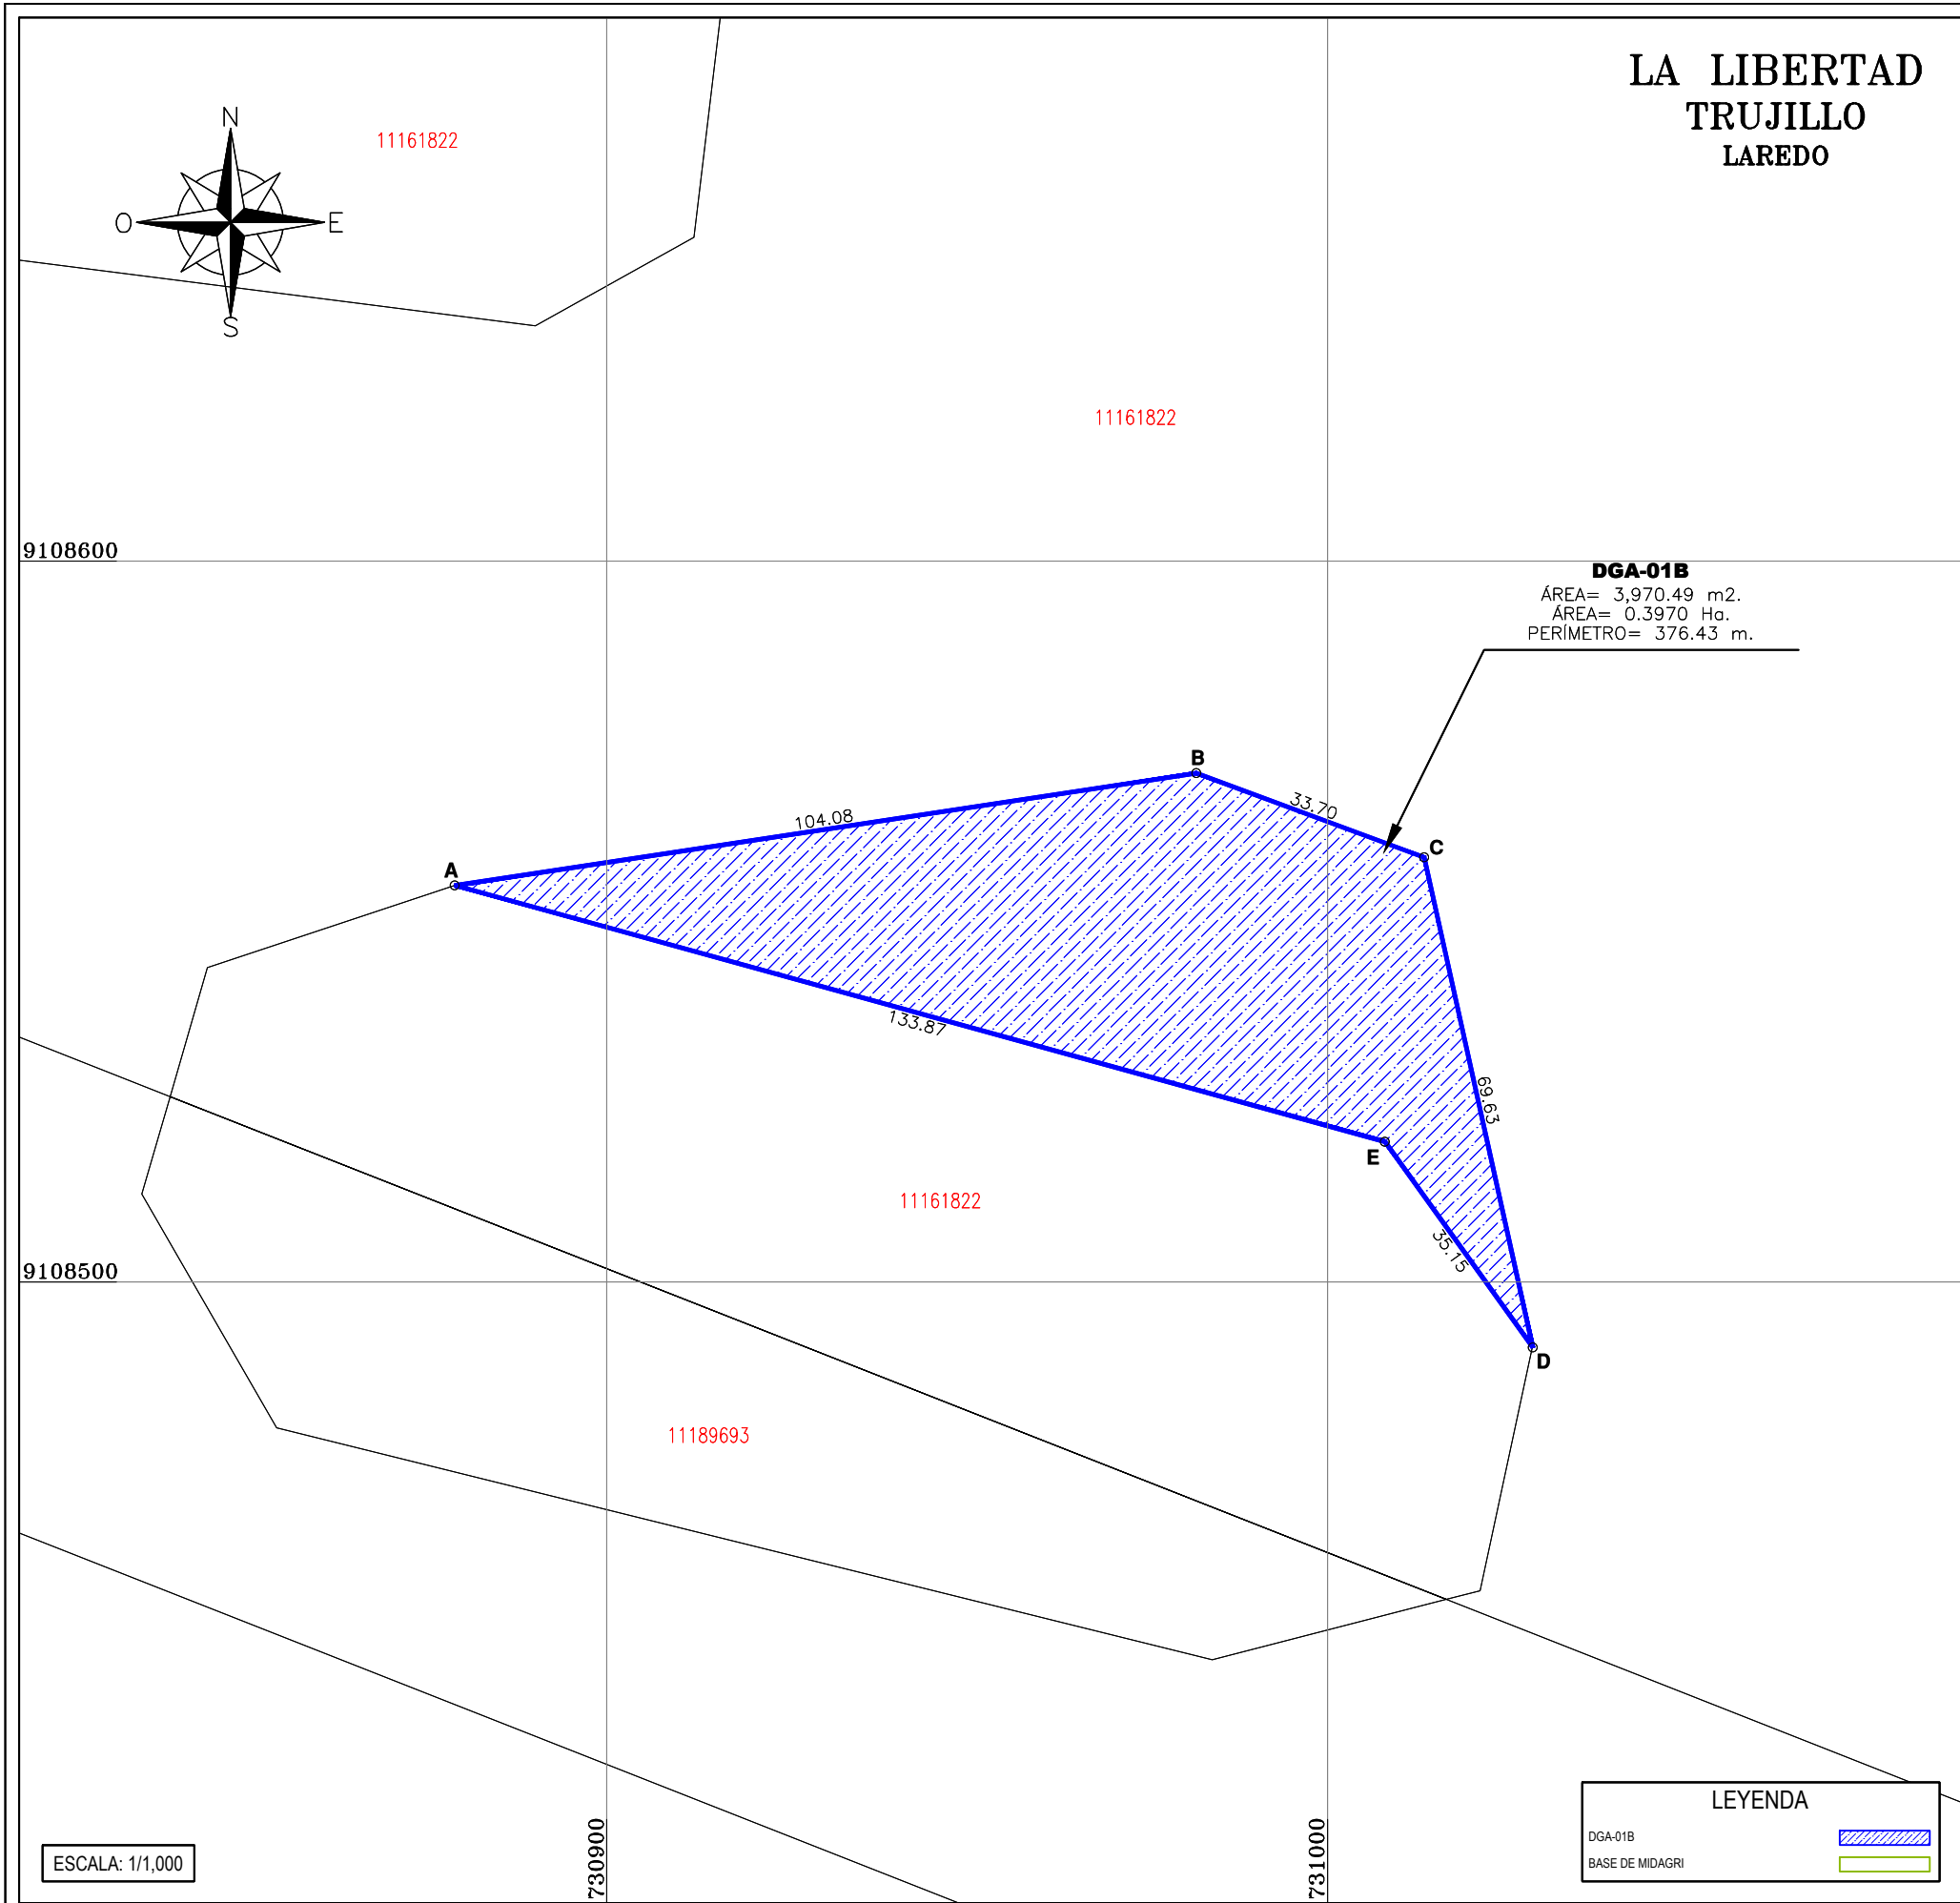 LA LIBERTAD
TRUJILLO
LAREDO
N
O
E
S
11161822
11161822
9108600
DGA-01B
ÁREA= 3,970.49 m2.
ÁREA= 0.3970 Ha.
PERÍMETRO= 376.43 m.
B
33.70
104.08
C
A
133.87
69.63
E
11161822
35.15
9108500
D
11189693
730900
731000
ESCALA: 1/1,000
LEYENDA
DGA-01B
BASE DE MIDAGRI